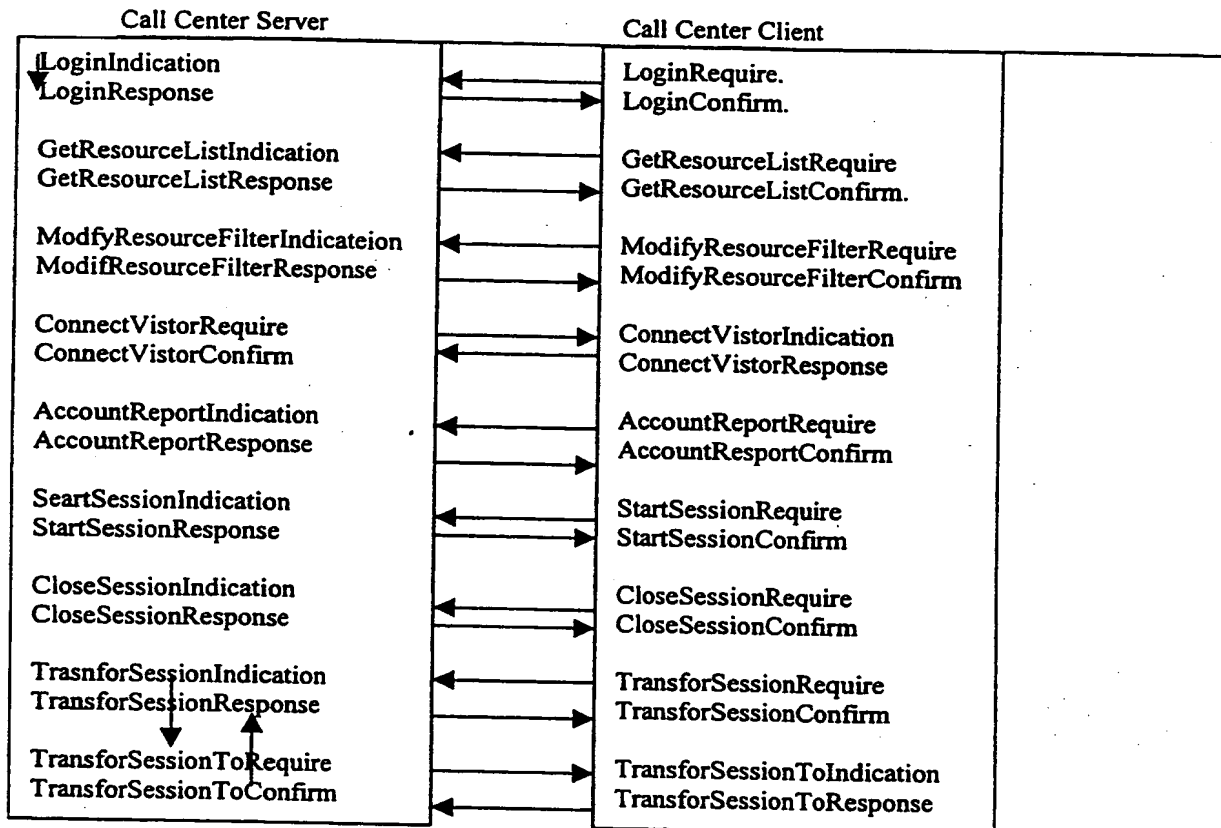 Call Center Server
Call Center Client
LoginIndication
LoginResponse
LoginRequire.
LoginConfirm.
GetResourceListIndication
GetResourceListResponse
GetResourceListRequire
GetResourceListConfirm.
ModfyResourceFilterIndicateion
ModifResourceFilterResponse
ModifyResourceFilterRequire
ModifyResourceFilterConfirm
ConnectVistorRequire
ConnectVistorConfirm
ConnectVistorIndication
ConnectVistorResponse
AccountReportIndication
AccountReportResponse
AccountReportRequire
AccountResportConfirm
SeartSessionIndication
StartSessionResponse
StartSessionRequire
StartSessionConfirm
CloseSessionIndication
CloseSessionResponse
CloseSessionRequire
CloseSessionConfirm
TrasnforSessionIndication
TransforSessionResponse
TransforSessionRequire
TransforSessionConfirm
TransforSessionToRequire
TransforSessionToConfirm
TransforSessionToIndication
TransforSessionToResponse